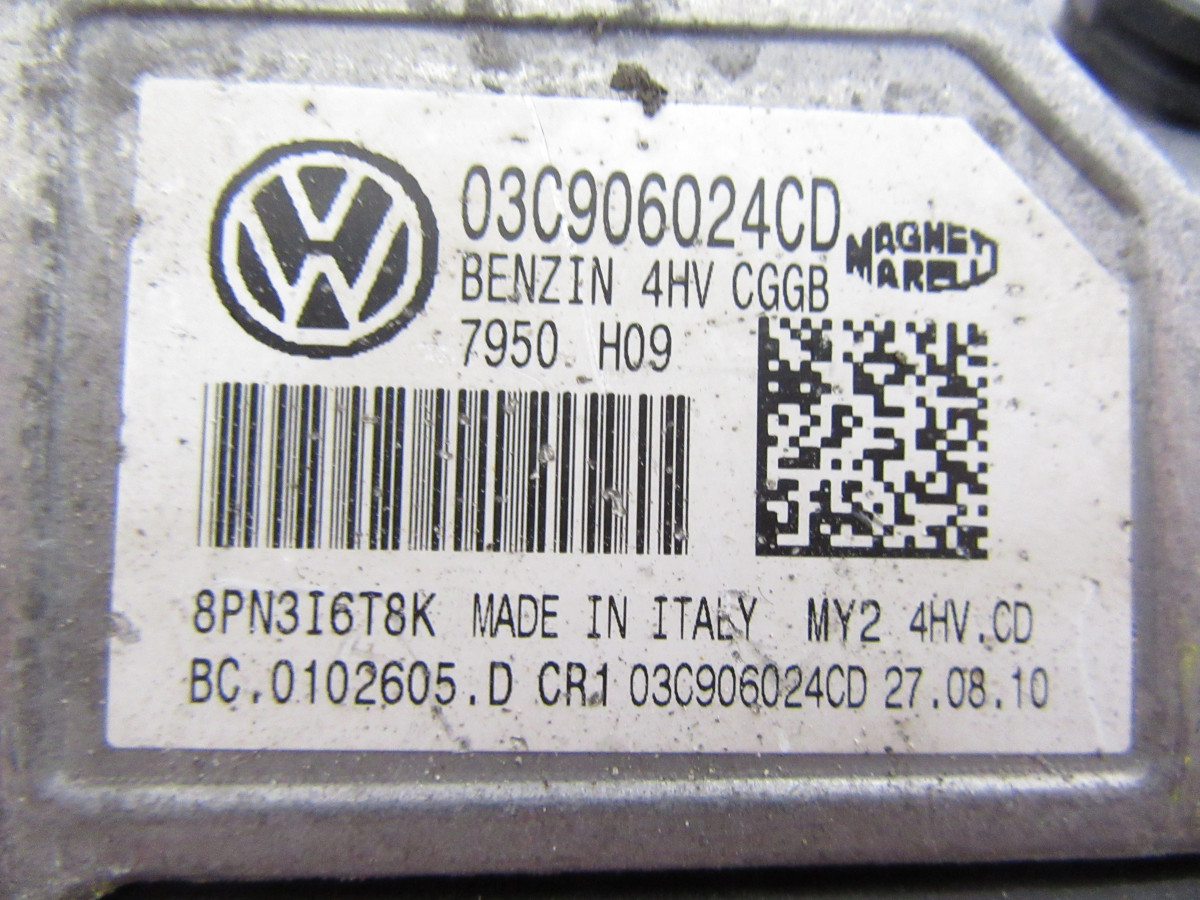 03C906024CD
BENZIN 4HV CGGB
7950 H09
MAGNETI
MARELLI
8PN3I6T8K MADE IN ITALY MY2 4HV.CD
BC.0102605.D CR1 03C906024CD 27.08.10